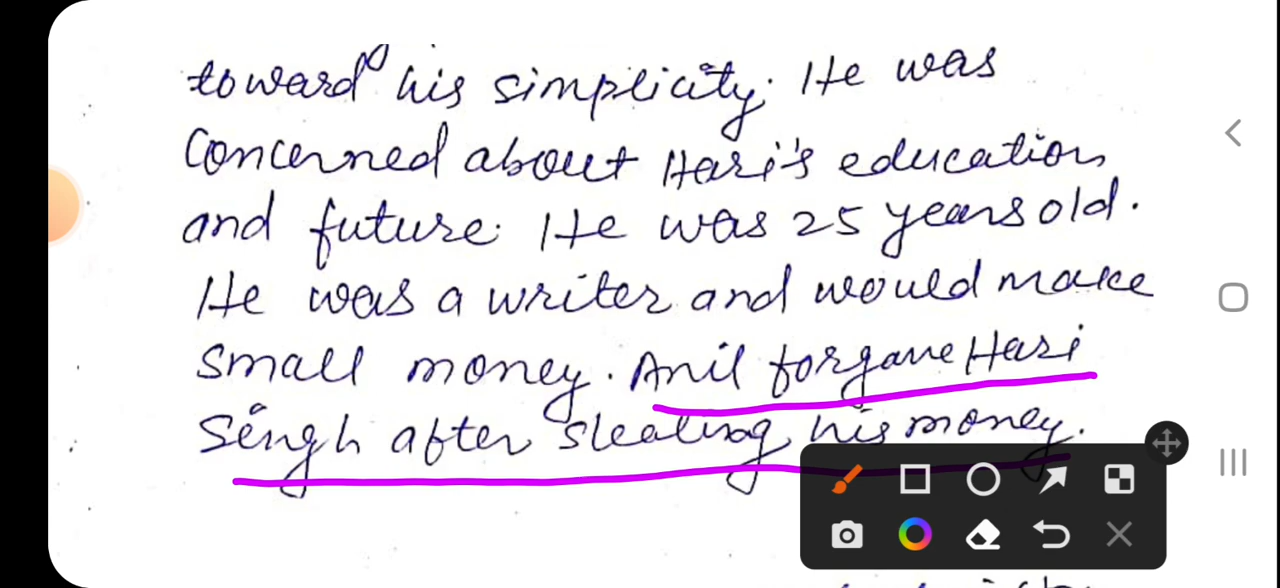 toward his simplicity. He was
Concerned about Hari's education
and future. He was 25 years old.
He was a writer and would make
small money. Anil forgave Hari
Singh after stealing his money.